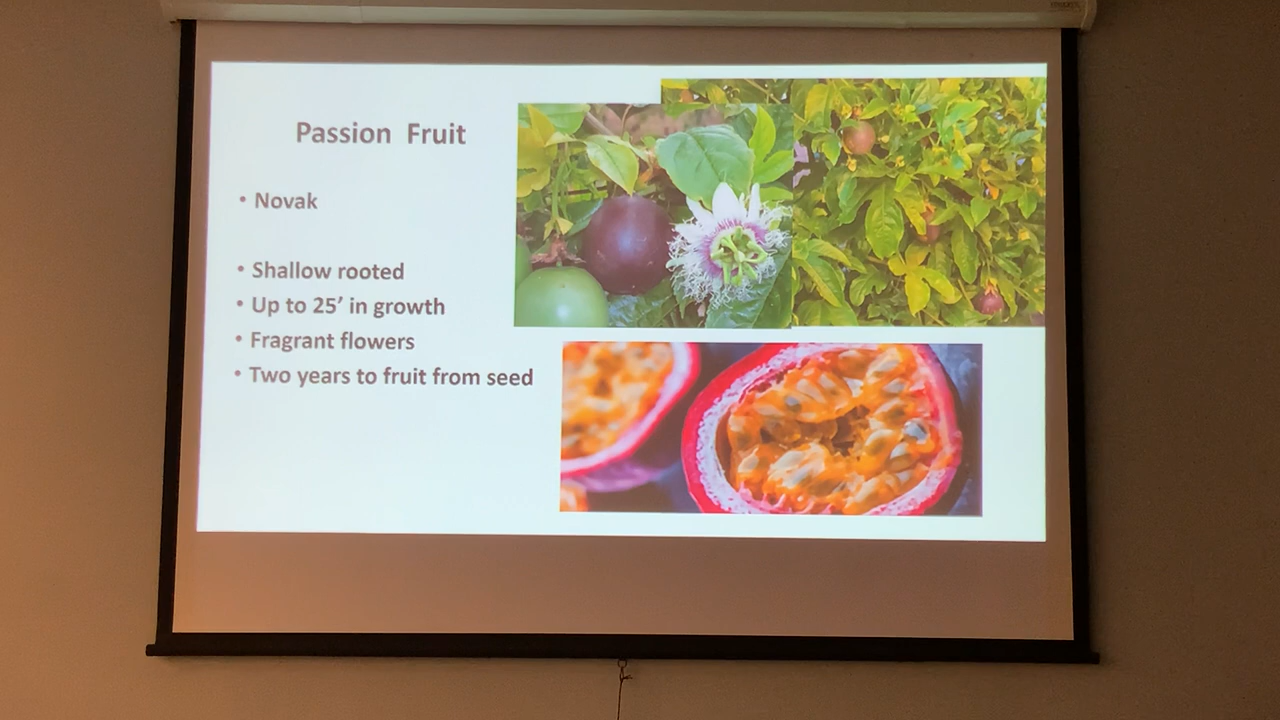 Passion Fruit
• Novak
• Shallow rooted
• Up to 25’ in growth
• Fragrant flowers
• Two years to fruit from seed